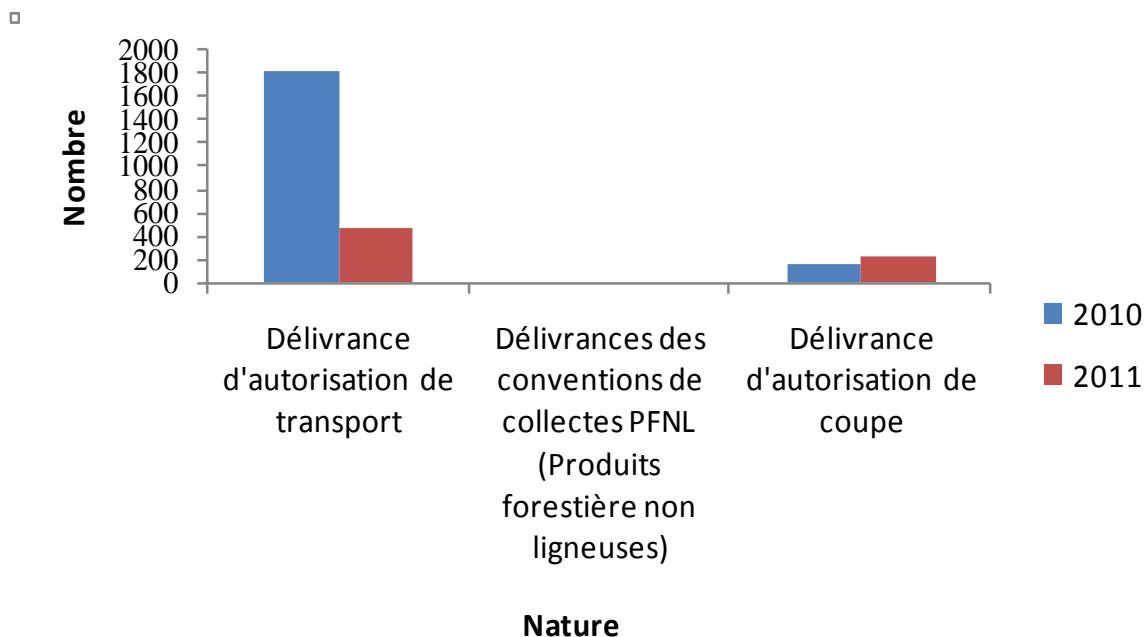 2000
1800
1600
1400
1200
1000
800
600
400
200
0
Nombre
Délivrance
d'autorisation de
transport
Délivrances des
conventions de
collectes PFNL
(Produits
forestière non
ligneuses)
Délivrance
d'autorisation de
coupe
Nature
2010
2011